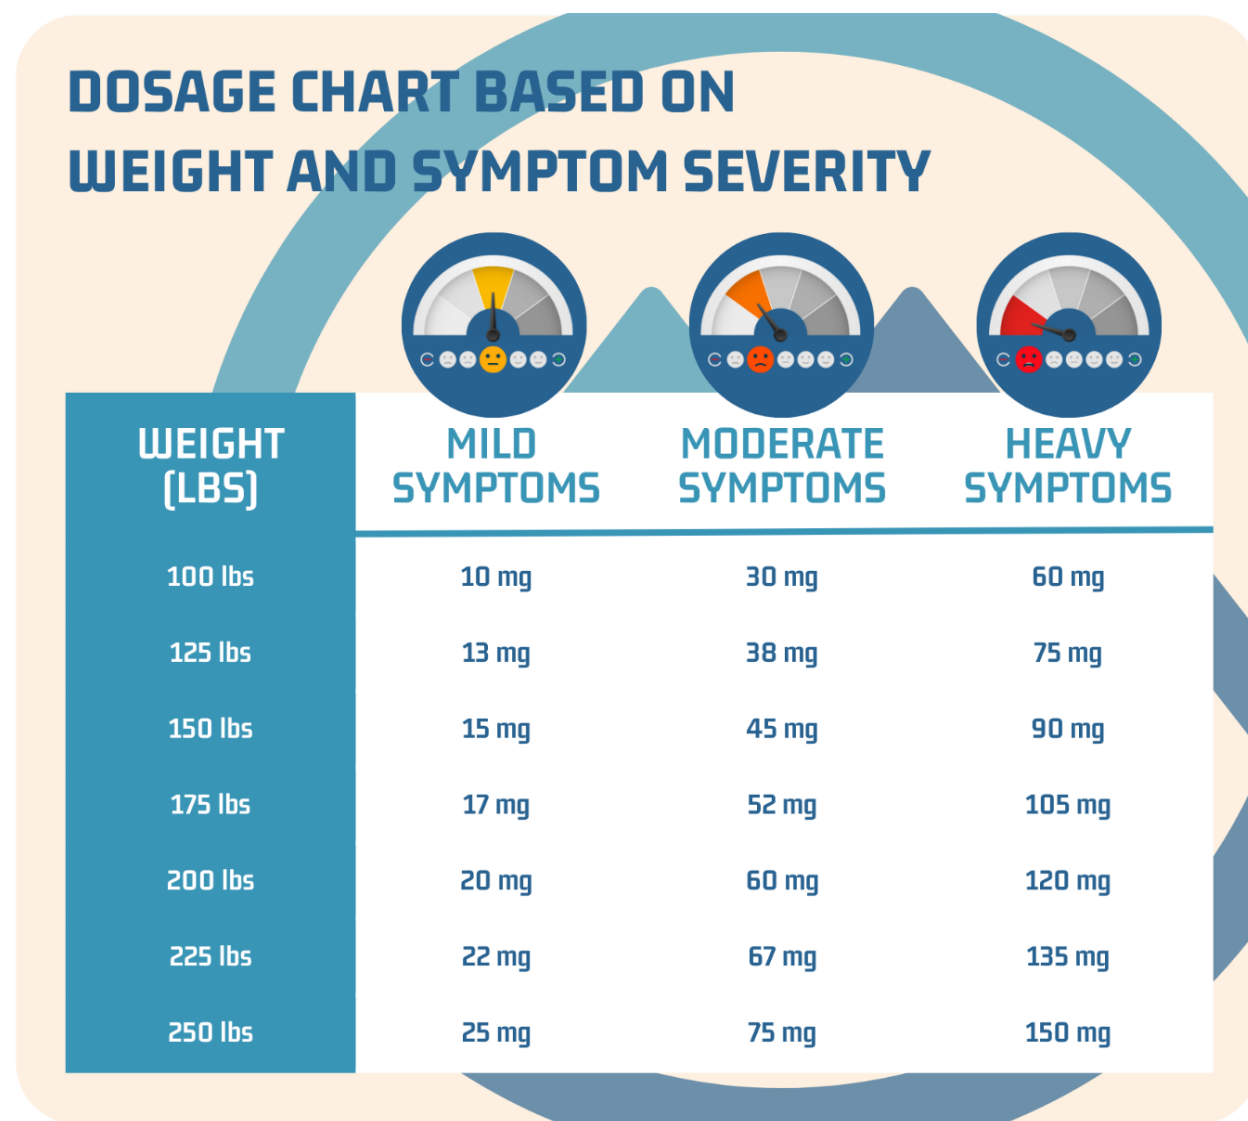 DOSAGE CHART BASED ON
WEIGHT AND SYMPTOM SEVERITY
WEIGHT (LBS) MILD SYMPTOMS MODERATE SYMPTOMS HEAVY SYMPTOMS
100 lbs 10 mg 30 mg 60 mg
125 lbs 13 mg 38 mg 75 mg
150 lbs 15 mg 45 mg 90 mg
175 lbs 17 mg 52 mg 105 mg
200 lbs 20 mg 60 mg 120 mg
225 lbs 22 mg 67 mg 135 mg
250 lbs 25 mg 75 mg 150 mg